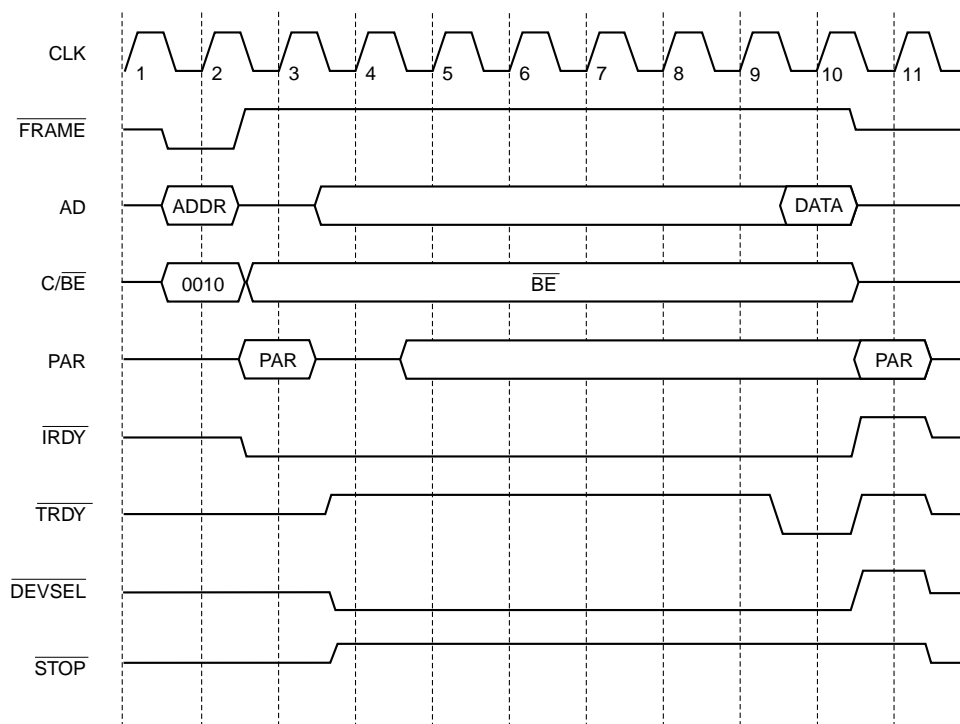 CLK
1 2 3 4 5 6 7 8 9 10 11
FRAME
AD
ADDR
DATA
C/BE
0010
BE
PAR
PAR
PAR
IRDY
TRDY
DEVSEL
STOP